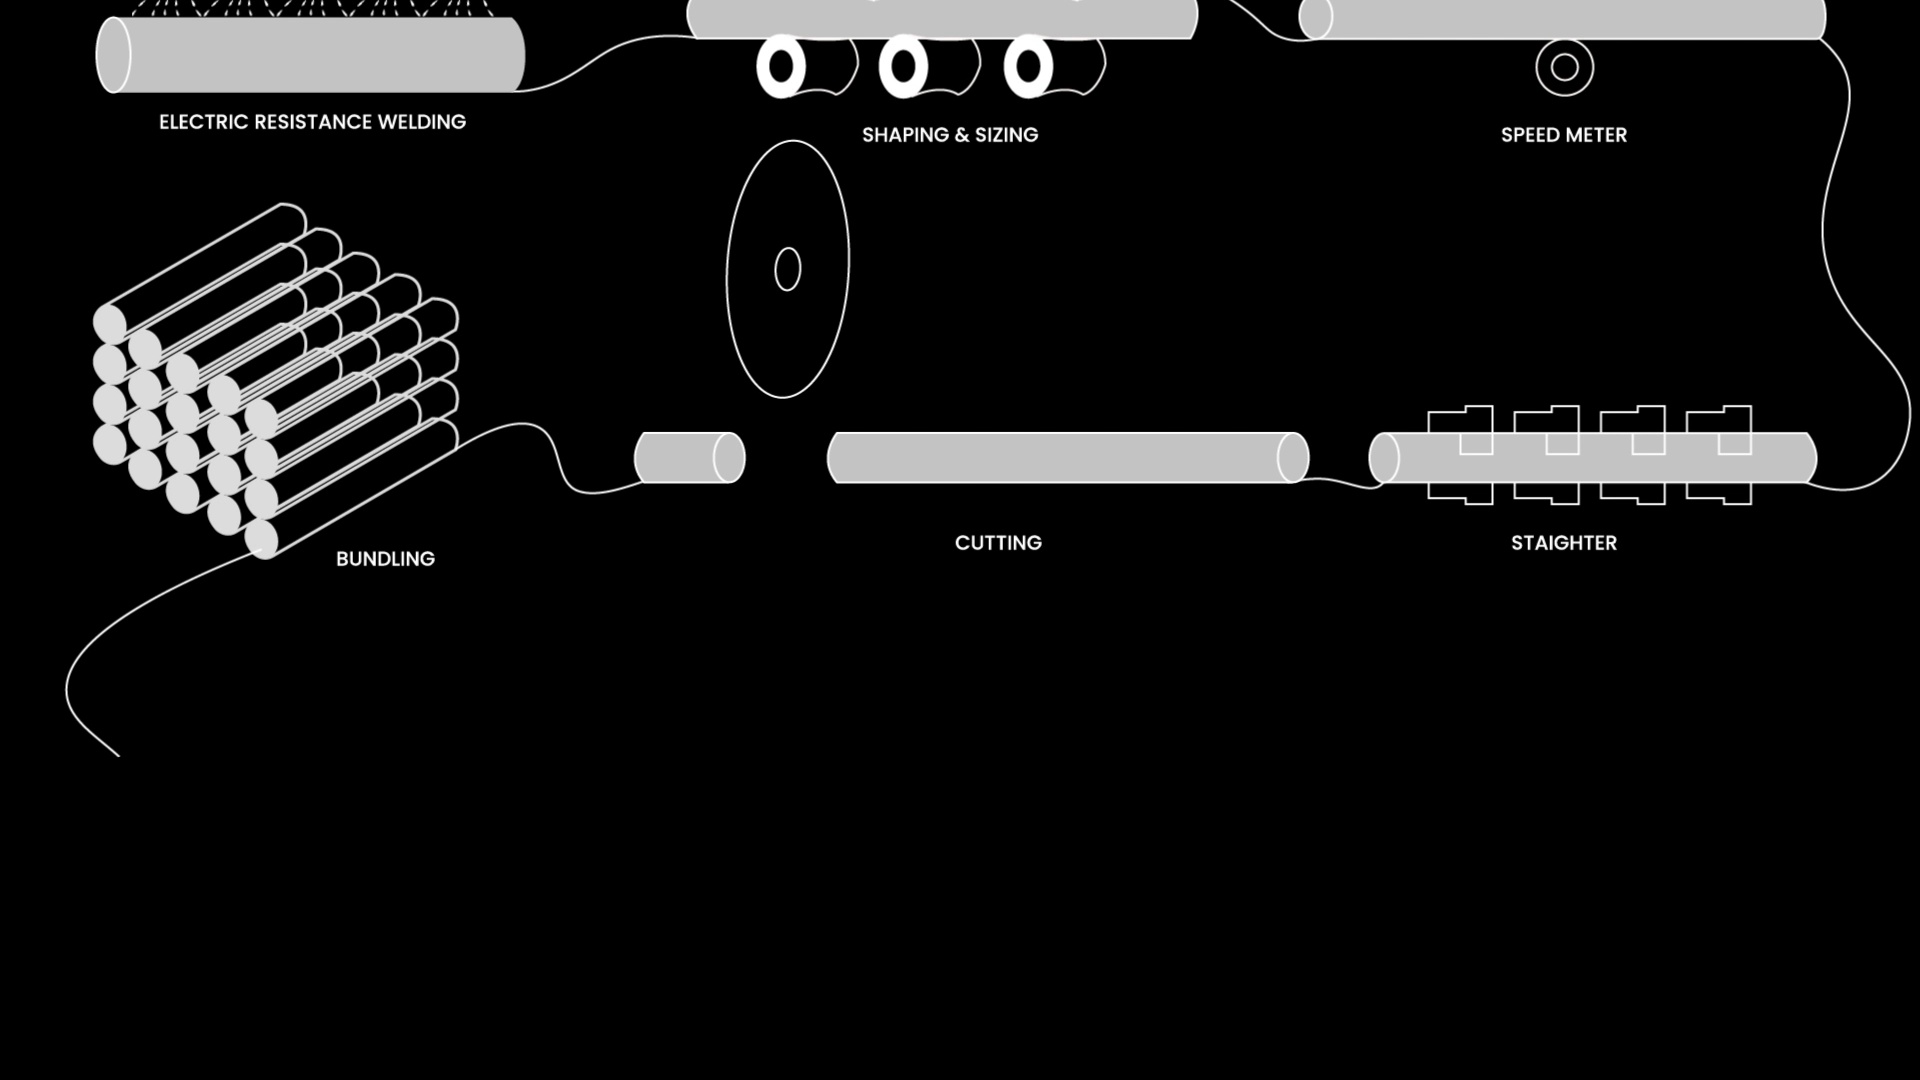 ELECTRIC RESISTANCE WELDING
SHAPING & SIZING
SPEED METER
BUNDLING
CUTTING
STAIGHTER